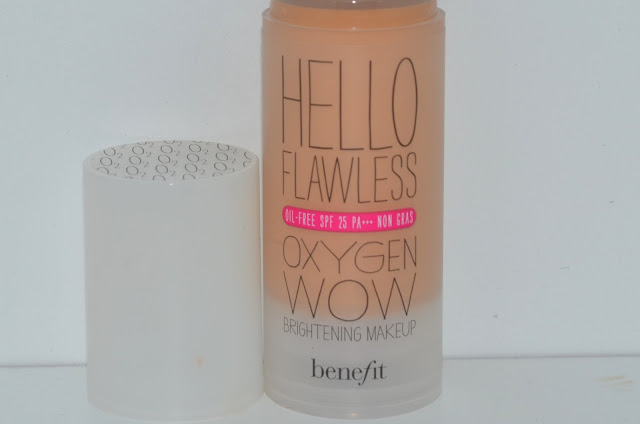 HELLO
FLAWLESS
OIL-FREE SPF 25 PA+++ NON GRAS
OXYGEN
WOW
BRIGHTENING MAKEUP
benefit